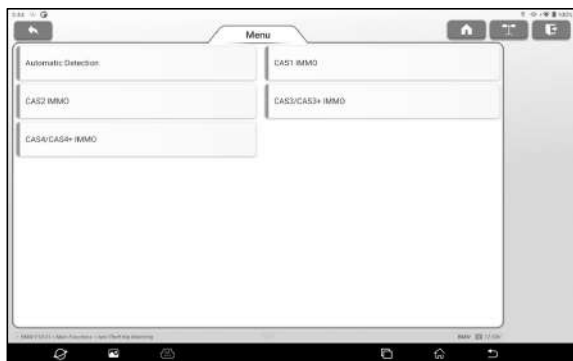 Menu
Automatic Detection
CAS1 IMMO
CAS2 IMMO
CAS3/CAS3+ IMMO
CAS4/CAS4+ IMMO